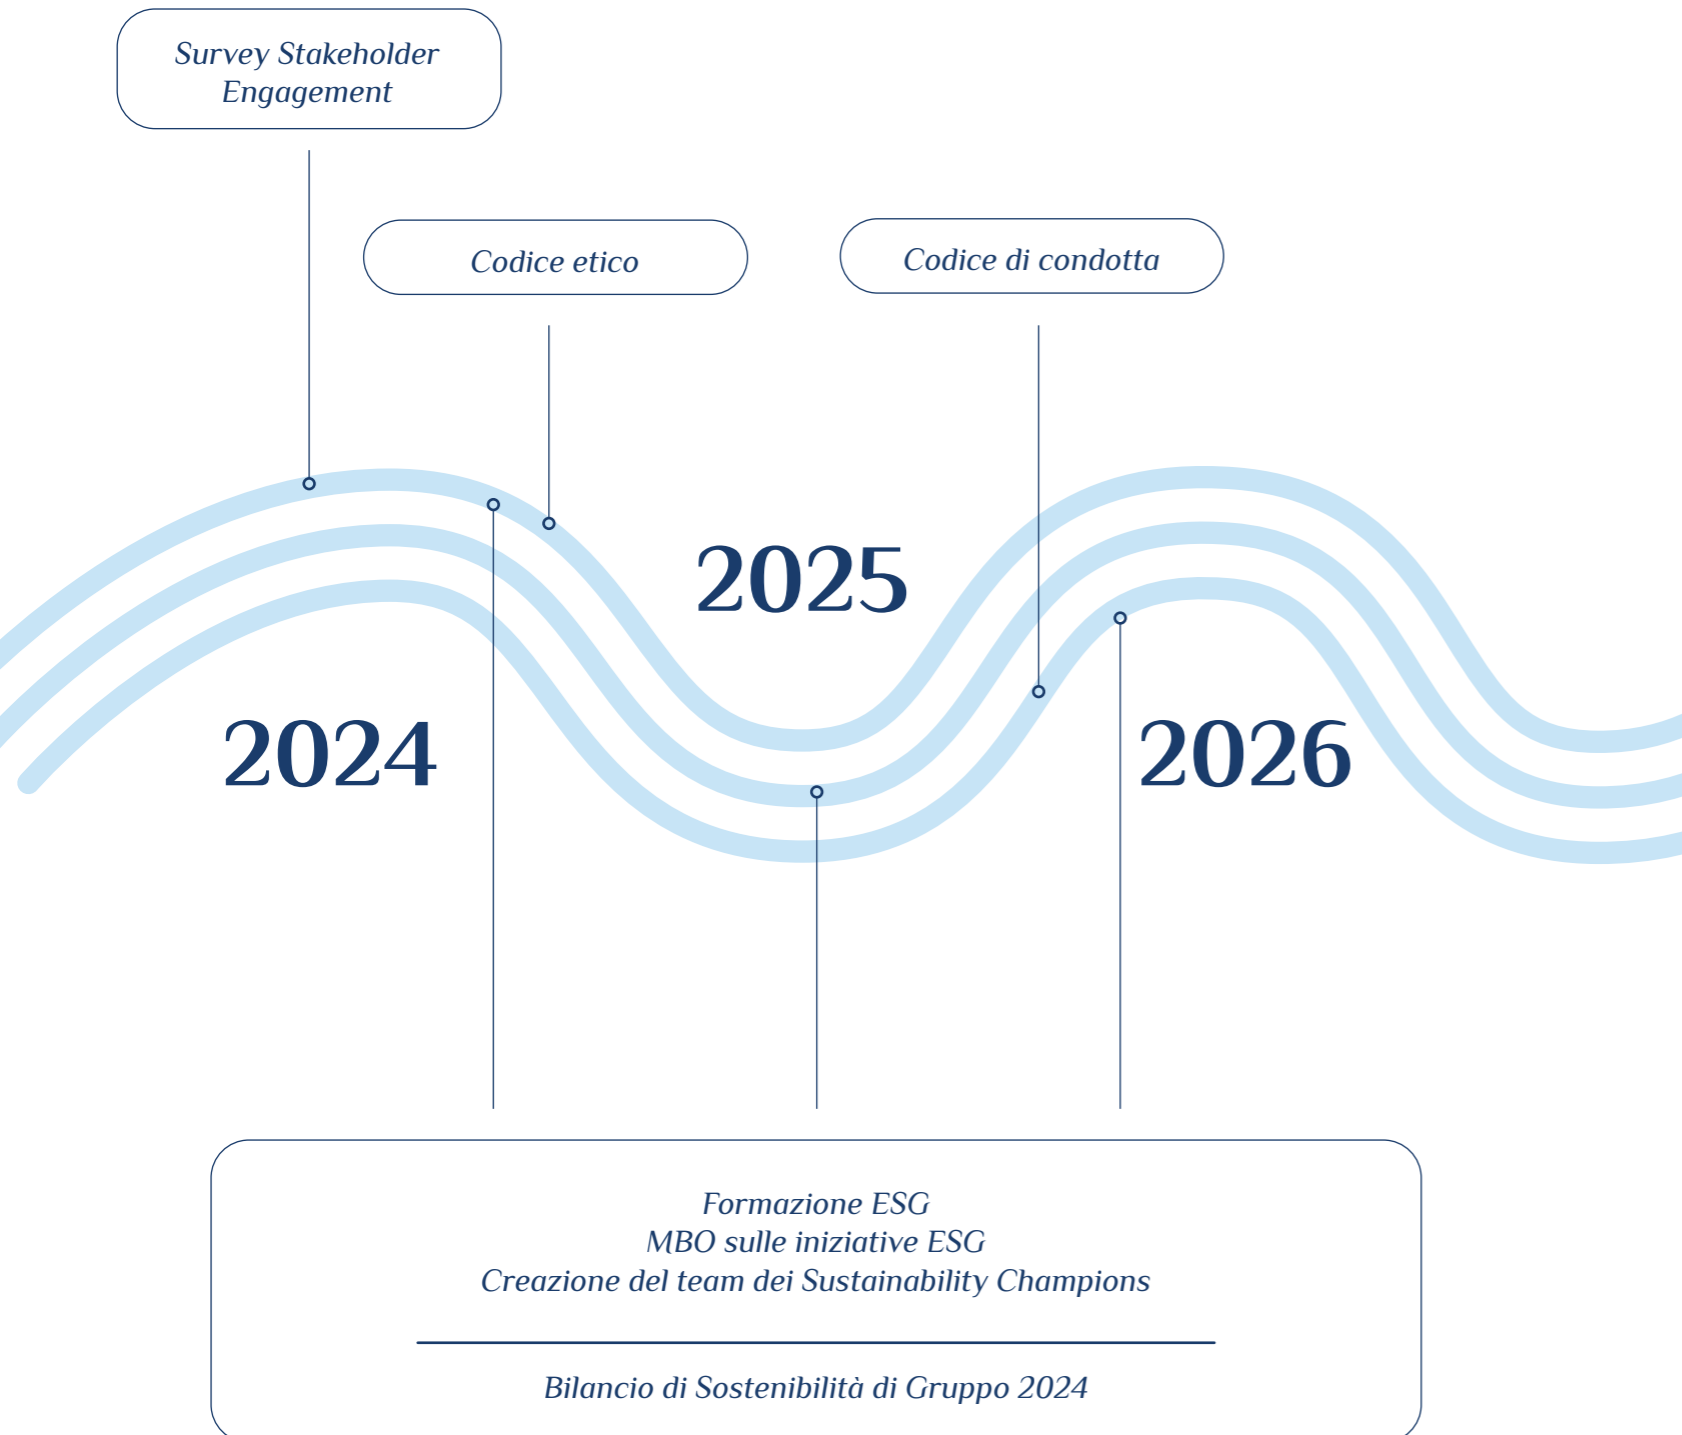 Survey Stakeholder
Engagement
Codice etico
Codice di condotta
2025
2024
2026
Formazione ESG
MBO sulle iniziative ESG
Creazione del team dei Sustainability Champions
Bilancio di Sostenibilità di Gruppo 2024